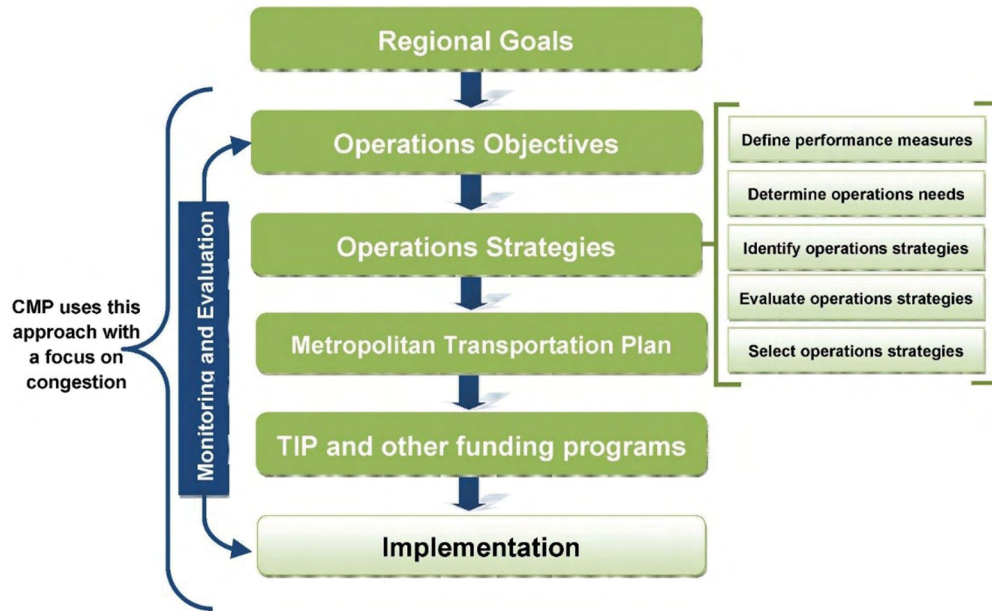 Regional Goals
Operations Objectives
Operations Strategies
Metropolitan Transportation Plan
TIP and other funding programs
Implementation
Monitoring and Evaluation
CMP uses this
approach with
a focus on
congestion
Define performance measures
Determine operations needs
Identify operations strategies
Evaluate operations strategies
Select operations strategies